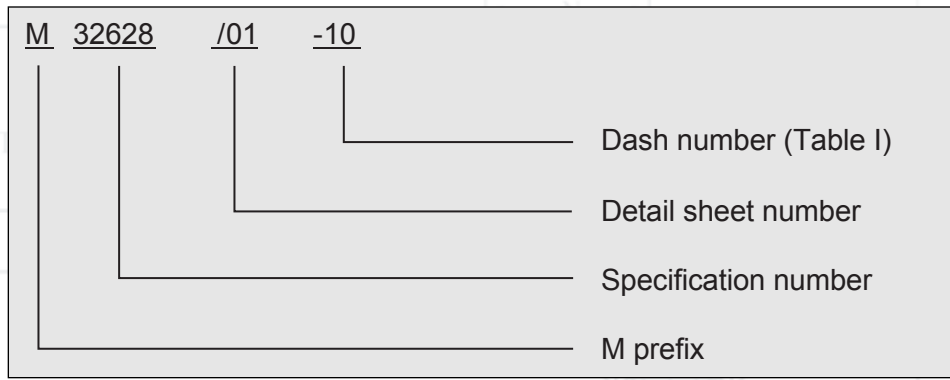 M 32628 /01 -10
Dash number (Table I)
Detail sheet number
Specification number
M prefix